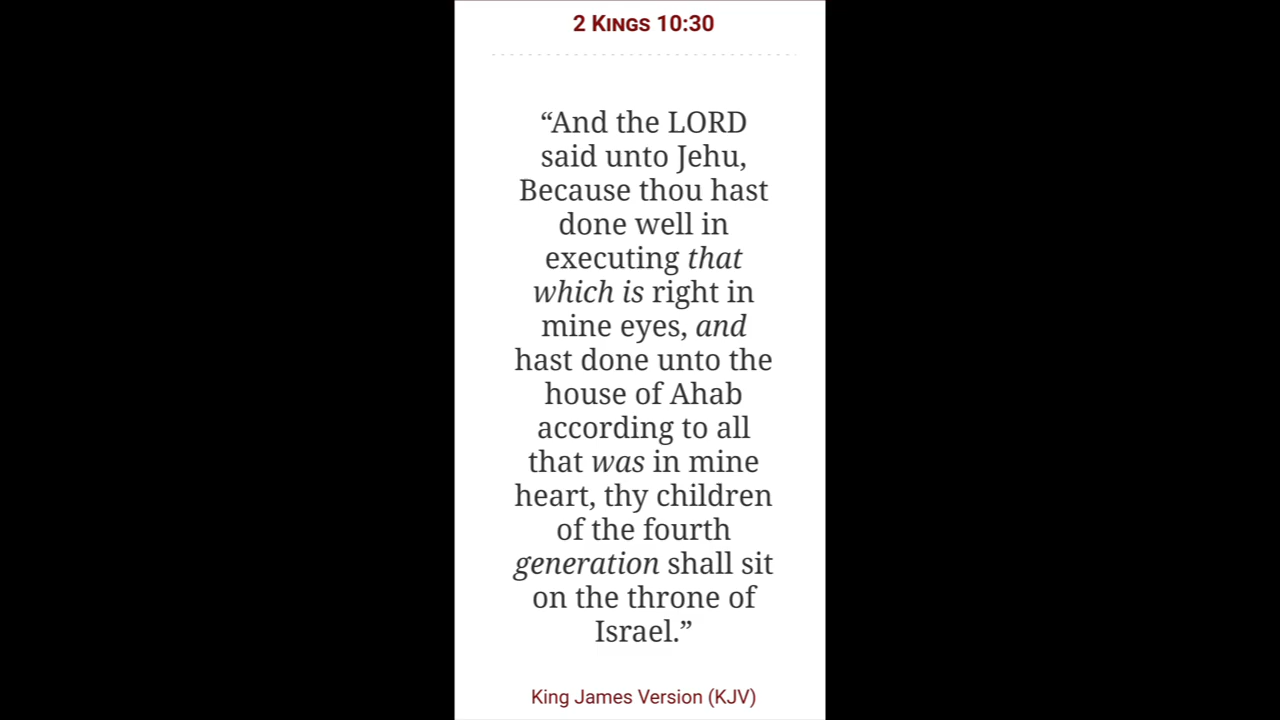 2 Kings 10:30
“And the LORD
said unto Jehu,
Because thou hast
done well in
executing that
which is right in
mine eyes, and
hast done unto the
house of Ahab
according to all
that was in mine
heart, thy children
of the fourth
generation shall sit
on the throne of
Israel.”
King James Version (KJV)